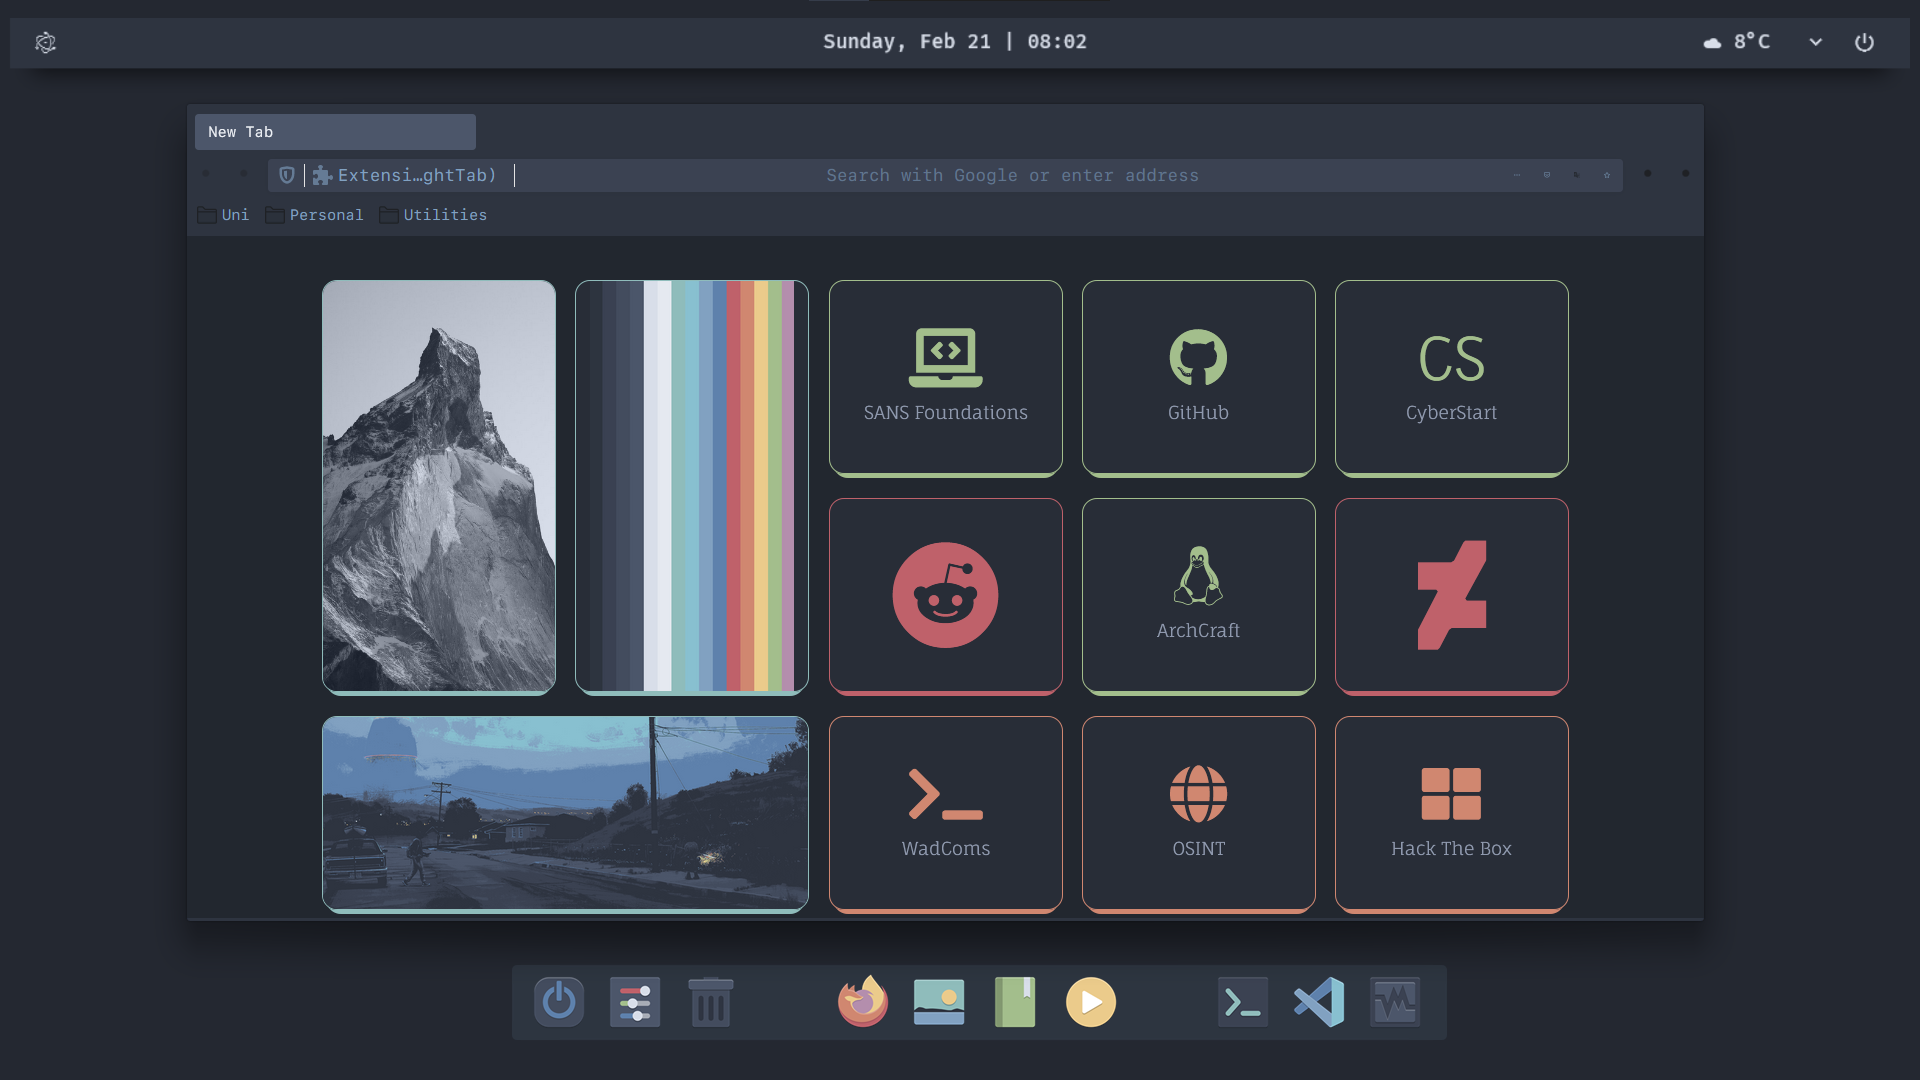 Sunday, Feb 21 | 08:02
8°C
New Tab
Extensi…ghtTab)
Search with Google or enter address
Uni
Personal
Utilities
SANS Foundations
GitHub
CS
CyberStart
ArchCraft
WadComs
OSINT
Hack The Box